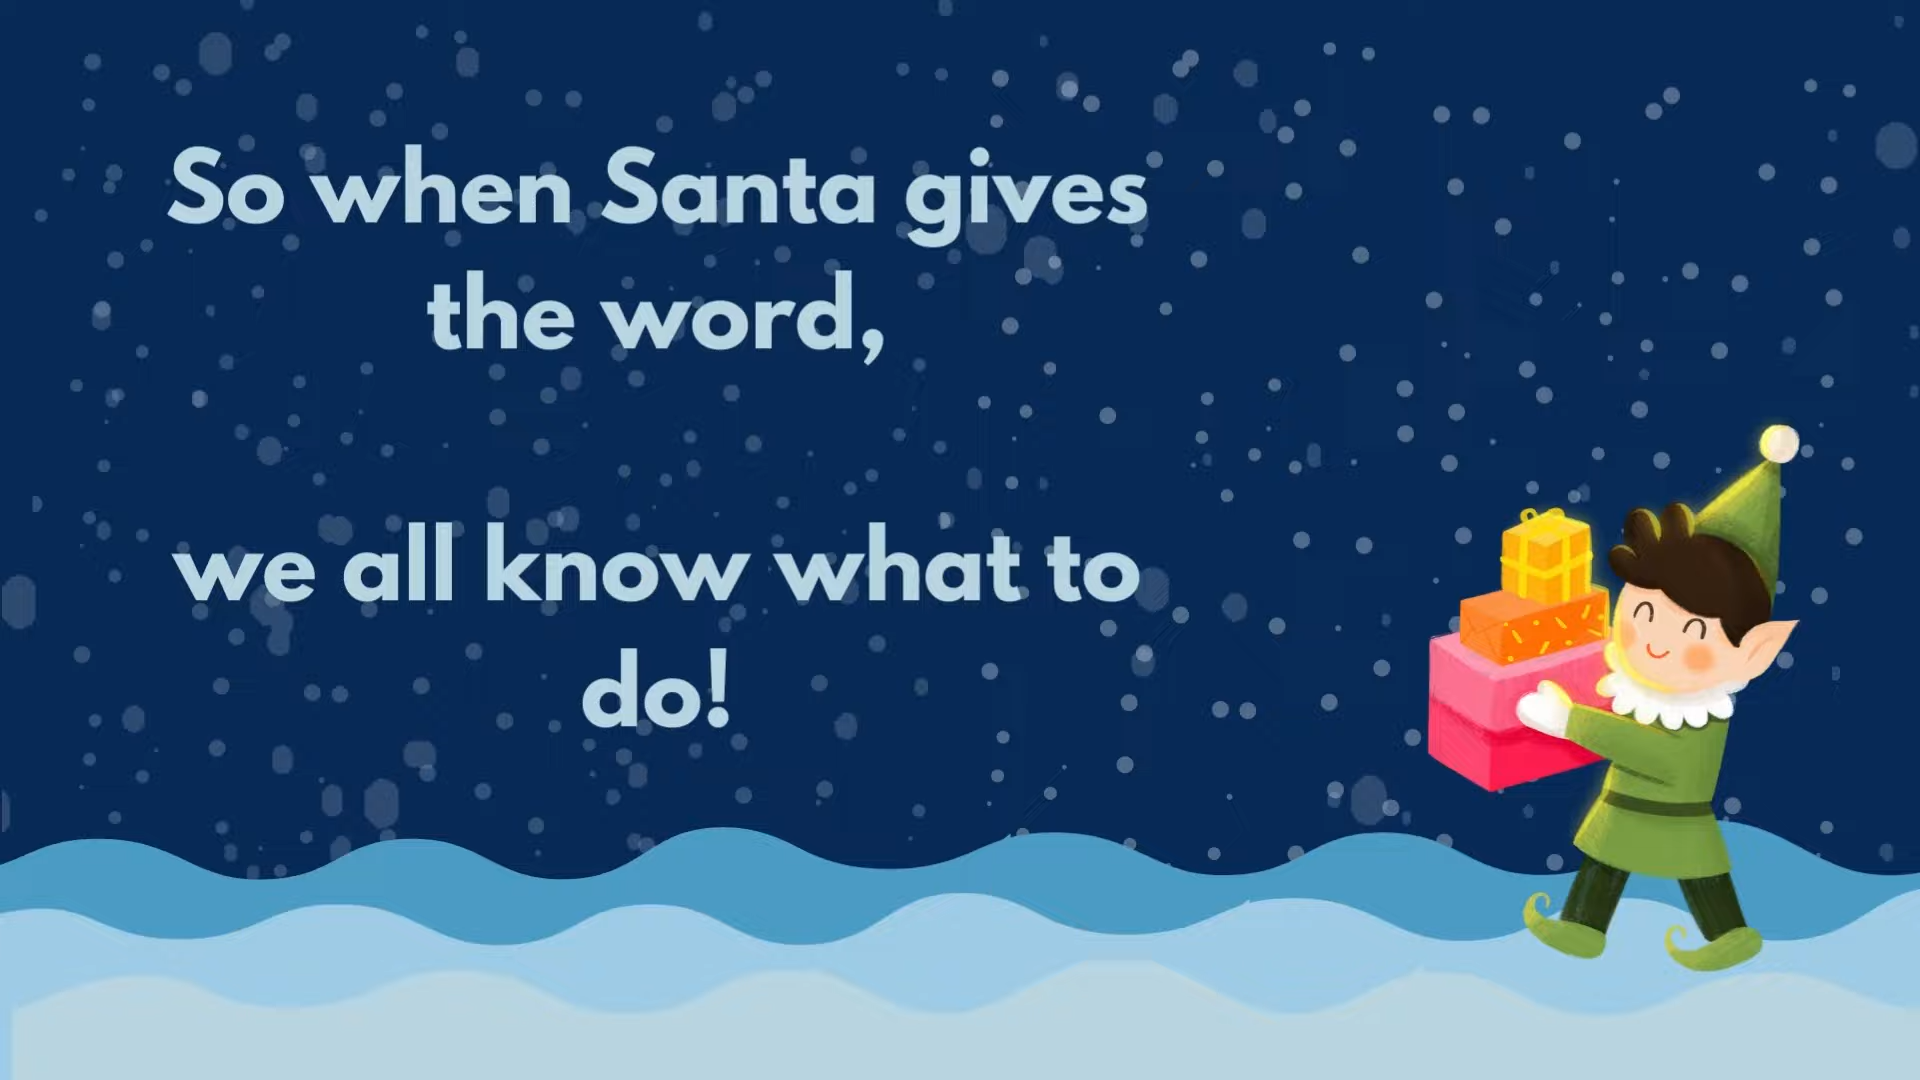 So when Santa gives
the word,
we all know what to
do!